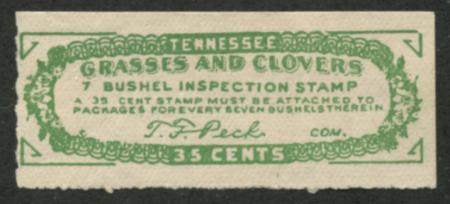 TENNESSEE
GRASSES AND CLOVERS
7 BUSHEL INSPECTION STAMP
A 35 CENT STAMP MUST BE ATTACHED TO
PACKAGES FOR EVERY SEVEN BUSHELS THEREIN
T. F. Peck COM.
35 CENTS